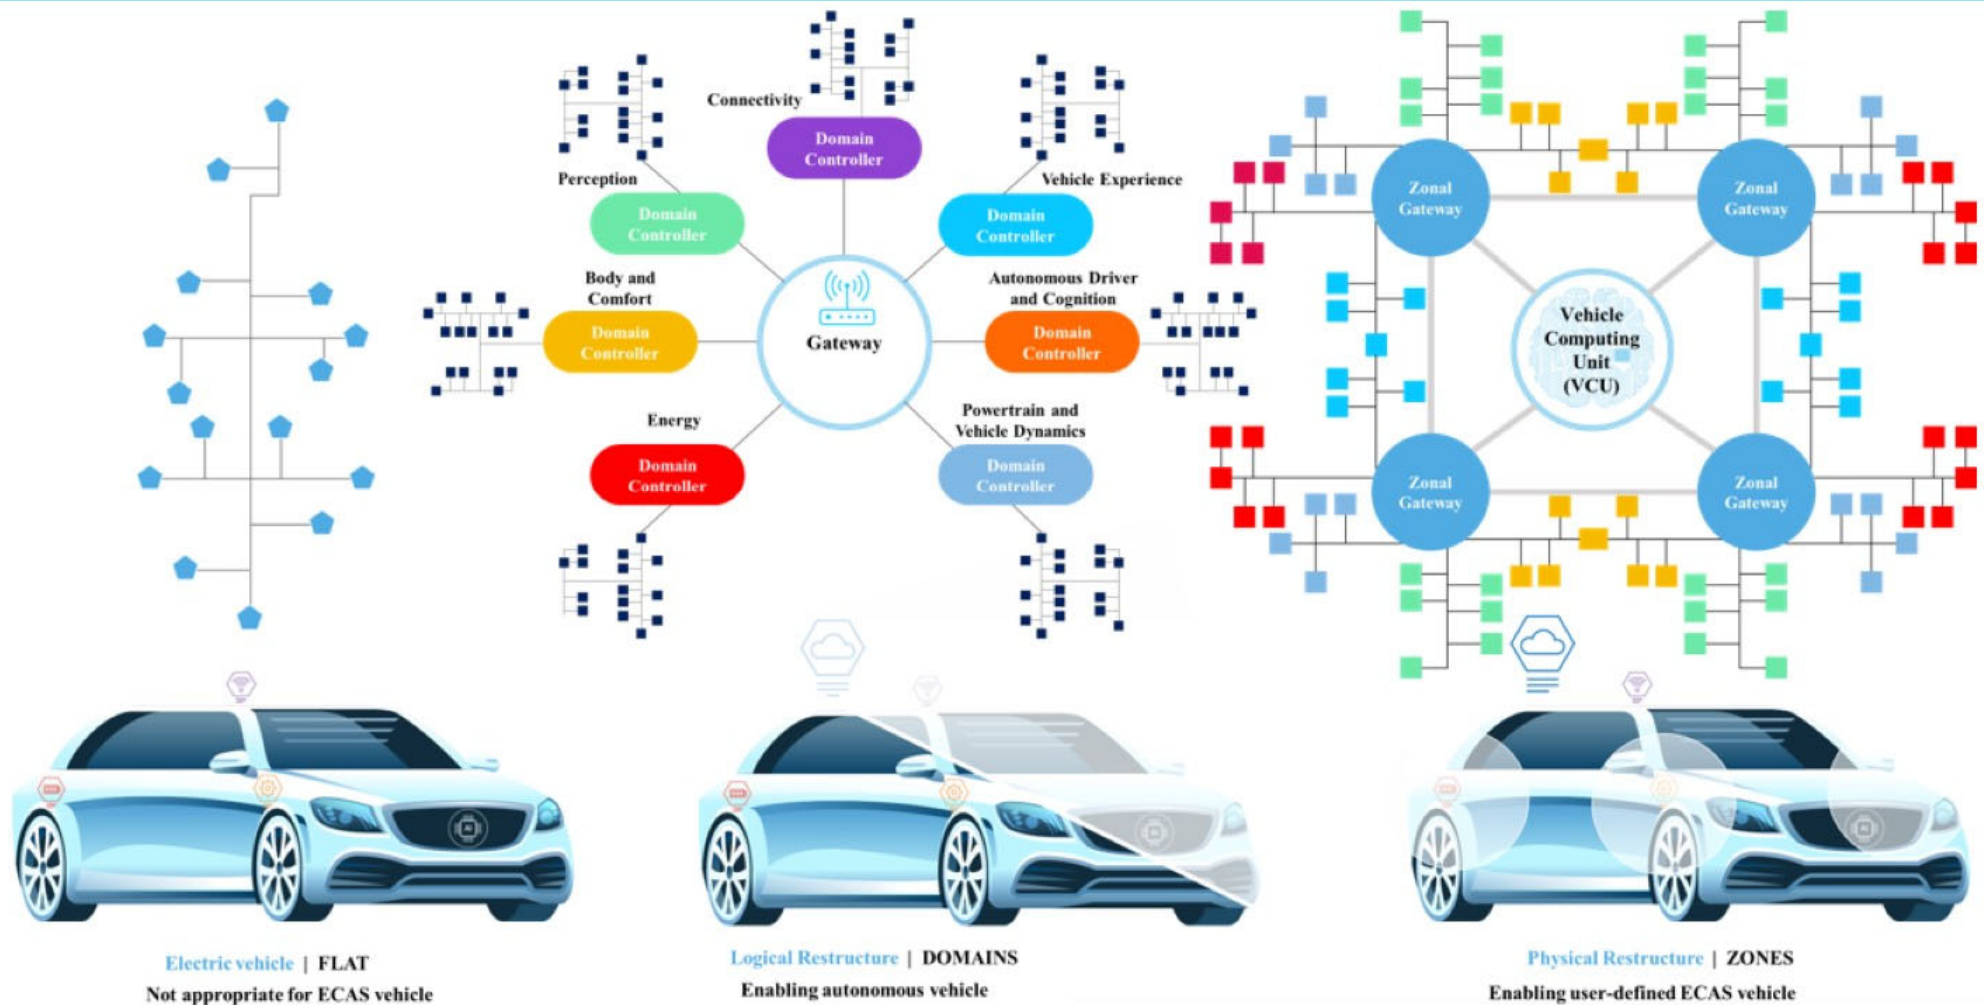 Connectivity
Domain
Controller
Perception
Domain
Controller
Vehicle Experience
Domain
Controller
Body and
Comfort
Domain
Controller
Gateway
Autonomous Driver
and Cognition
Domain
Controller
Energy
Domain
Controller
Powertrain and
Vehicle Dynamics
Domain
Controller
Zonal
Gateway
Zonal
Gateway
Vehicle
Computing
Unit
(VCU)
Zonal
Gateway
Zonal
Gateway
AI
AI
AI
Electric vehicle | FLAT
Not appropriate for ECAS vehicle
Logical Restructure | DOMAINS
Enabling autonomous vehicle
Physical Restructure | ZONES
Enabling user-defined ECAS vehicle